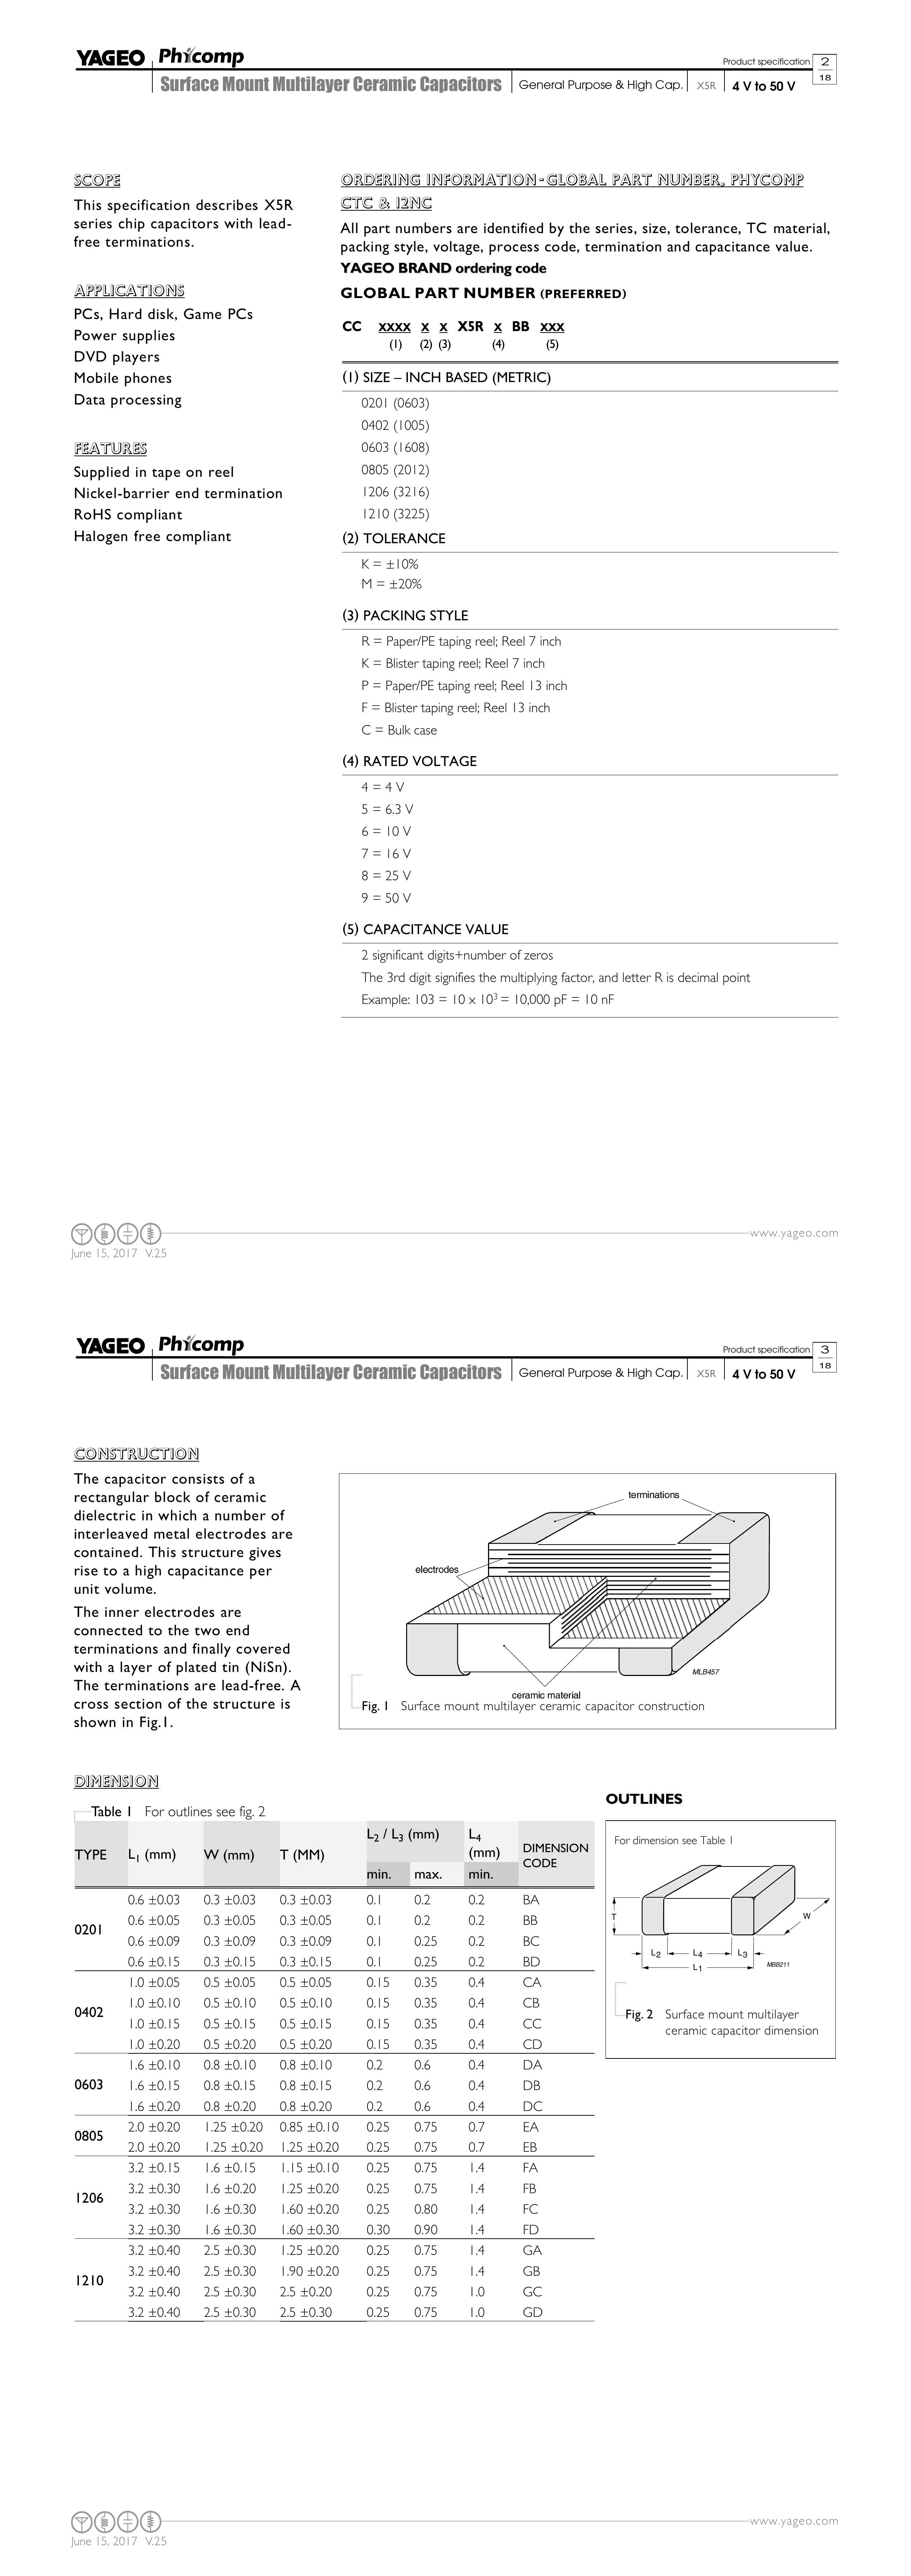 YAGEO Phicomp
Product specification 2
18
Surface Mount Multilayer Ceramic Capacitors General Purpose & High Cap. X5R 4 V to 50 V
SCOPE
This specification describes X5R
series chip capacitors with lead-
free terminations.
APPLICATIONS
PCs, Hard disk, Game PCs
Power supplies
DVD players
Mobile phones
Data processing
FEATURES
Supplied in tape on reel
Nickel-barrier end termination
RoHS compliant
Halogen free compliant
ORDERING INFORMATION - GLOBAL PART NUMBER, PHYCOMP
CTC & 12NC
All part numbers are identified by the series, size, tolerance, TC material,
packing style, voltage, process code, termination and capacitance value.
YAGEO BRAND ordering code
GLOBAL PART NUMBER (PREFERRED)
CC xxxx x x X5R x BB xxx
(1) (2) (3) (4) (5)
(1) SIZE – INCH BASED (METRIC)
0201 (0603)
0402 (1005)
0603 (1608)
0805 (2012)
1206 (3216)
1210 (3225)
(2) TOLERANCE
K = ±10%
M = ±20%
(3) PACKING STYLE
R = Paper/PE taping reel; Reel 7 inch
K = Blister taping reel; Reel 7 inch
P = Paper/PE taping reel; Reel 13 inch
F = Blister taping reel; Reel 13 inch
C = Bulk case
(4) RATED VOLTAGE
4 = 4 V
5 = 6.3 V
6 = 10 V
7 = 16 V
8 = 25 V
9 = 50 V
(5) CAPACITANCE VALUE
2 significant digits+number of zeros
The 3rd digit signifies the multiplying factor, and letter R is decimal point
Example: 103 = 10 x 10³ = 10,000 pF = 10 nF
www.yageo.com
June 15, 2017 V.25
YAGEO Phicomp
Product specification 3
18
Surface Mount Multilayer Ceramic Capacitors General Purpose & High Cap. X5R 4 V to 50 V
CONSTRUCTION
The capacitor consists of a
rectangular block of ceramic
dielectric in which a number of
interleaved metal electrodes are
contained. This structure gives
rise to a high capacitance per
unit volume.
The inner electrodes are
connected to the two end
terminations and finally covered
with a layer of plated tin (NiSn).
The terminations are lead-free. A
cross section of the structure is
shown in Fig.1.
terminations
electrodes
MLB457
ceramic material
Fig. 1 Surface mount multilayer ceramic capacitor construction
DIMENSION
Table 1 For outlines see fig. 2
TYPE L₁ (mm) W (mm) T (MM) L₂ / L₃ (mm) L₄ (mm) DIMENSION CODE
min. max. min.
0201
0.6 ±0.03 0.3 ±0.03 0.3 ±0.03 0.1 0.2 0.2 BA
0.6 ±0.05 0.3 ±0.05 0.3 ±0.05 0.1 0.2 0.2 BB
0.6 ±0.09 0.3 ±0.09 0.3 ±0.09 0.1 0.25 0.2 BC
0.6 ±0.15 0.3 ±0.15 0.3 ±0.15 0.1 0.25 0.2 BD
0402
1.0 ±0.05 0.5 ±0.05 0.5 ±0.05 0.15 0.35 0.4 CA
1.0 ±0.10 0.5 ±0.10 0.5 ±0.10 0.15 0.35 0.4 CB
1.0 ±0.15 0.5 ±0.15 0.5 ±0.15 0.15 0.35 0.4 CC
1.0 ±0.20 0.5 ±0.20 0.5 ±0.20 0.15 0.35 0.4 CD
0603
1.6 ±0.10 0.8 ±0.10 0.8 ±0.10 0.2 0.6 0.4 DA
1.6 ±0.15 0.8 ±0.15 0.8 ±0.15 0.2 0.6 0.4 DB
1.6 ±0.20 0.8 ±0.20 0.8 ±0.20 0.2 0.6 0.4 DC
0805
2.0 ±0.20 1.25 ±0.20 0.85 ±0.10 0.25 0.75 0.7 EA
2.0 ±0.20 1.25 ±0.20 1.25 ±0.20 0.25 0.75 0.7 EB
1206
3.2 ±0.15 1.6 ±0.15 1.15 ±0.10 0.25 0.75 1.4 FA
3.2 ±0.30 1.6 ±0.20 1.25 ±0.20 0.25 0.75 1.4 FB
3.2 ±0.30 1.6 ±0.30 1.60 ±0.20 0.25 0.80 1.4 FC
3.2 ±0.30 1.6 ±0.30 1.60 ±0.30 0.30 0.90 1.4 FD
1210
3.2 ±0.40 2.5 ±0.30 1.25 ±0.20 0.25 0.75 1.4 GA
3.2 ±0.40 2.5 ±0.30 1.90 ±0.20 0.25 0.75 1.4 GB
3.2 ±0.40 2.5 ±0.30 2.5 ±0.20 0.25 0.75 1.0 GC
3.2 ±0.40 2.5 ±0.30 2.5 ±0.30 0.25 0.75 1.0 GD
OUTLINES
For dimension see Table 1
T
W
L2 L4 L3
L1
MBB211
Fig. 2 Surface mount multilayer
ceramic capacitor dimension
www.yageo.com
June 15, 2017 V.25